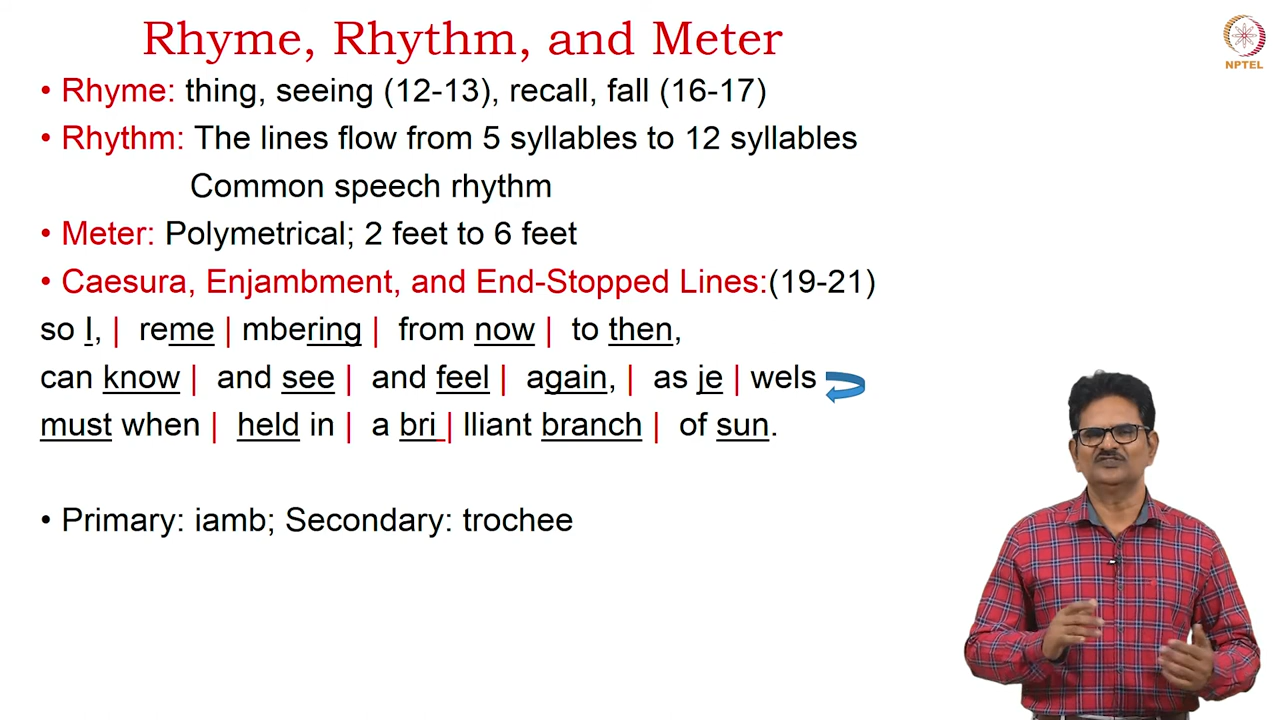 Rhyme, Rhythm, and Meter
NPTEL
• Rhyme: thing, seeing (12-13), recall, fall (16-17)
• Rhythm: The lines flow from 5 syllables to 12 syllables
Common speech rhythm
• Meter: Polymetrical; 2 feet to 6 feet
• Caesura, Enjambment, and End-Stopped Lines:(19-21)
so I, | reme | mbering | from now | to then,
can know | and see | and feel | again, | as je | wels
must when | held in | a bri | lliant branch | of sun.
• Primary: iamb; Secondary: trochee